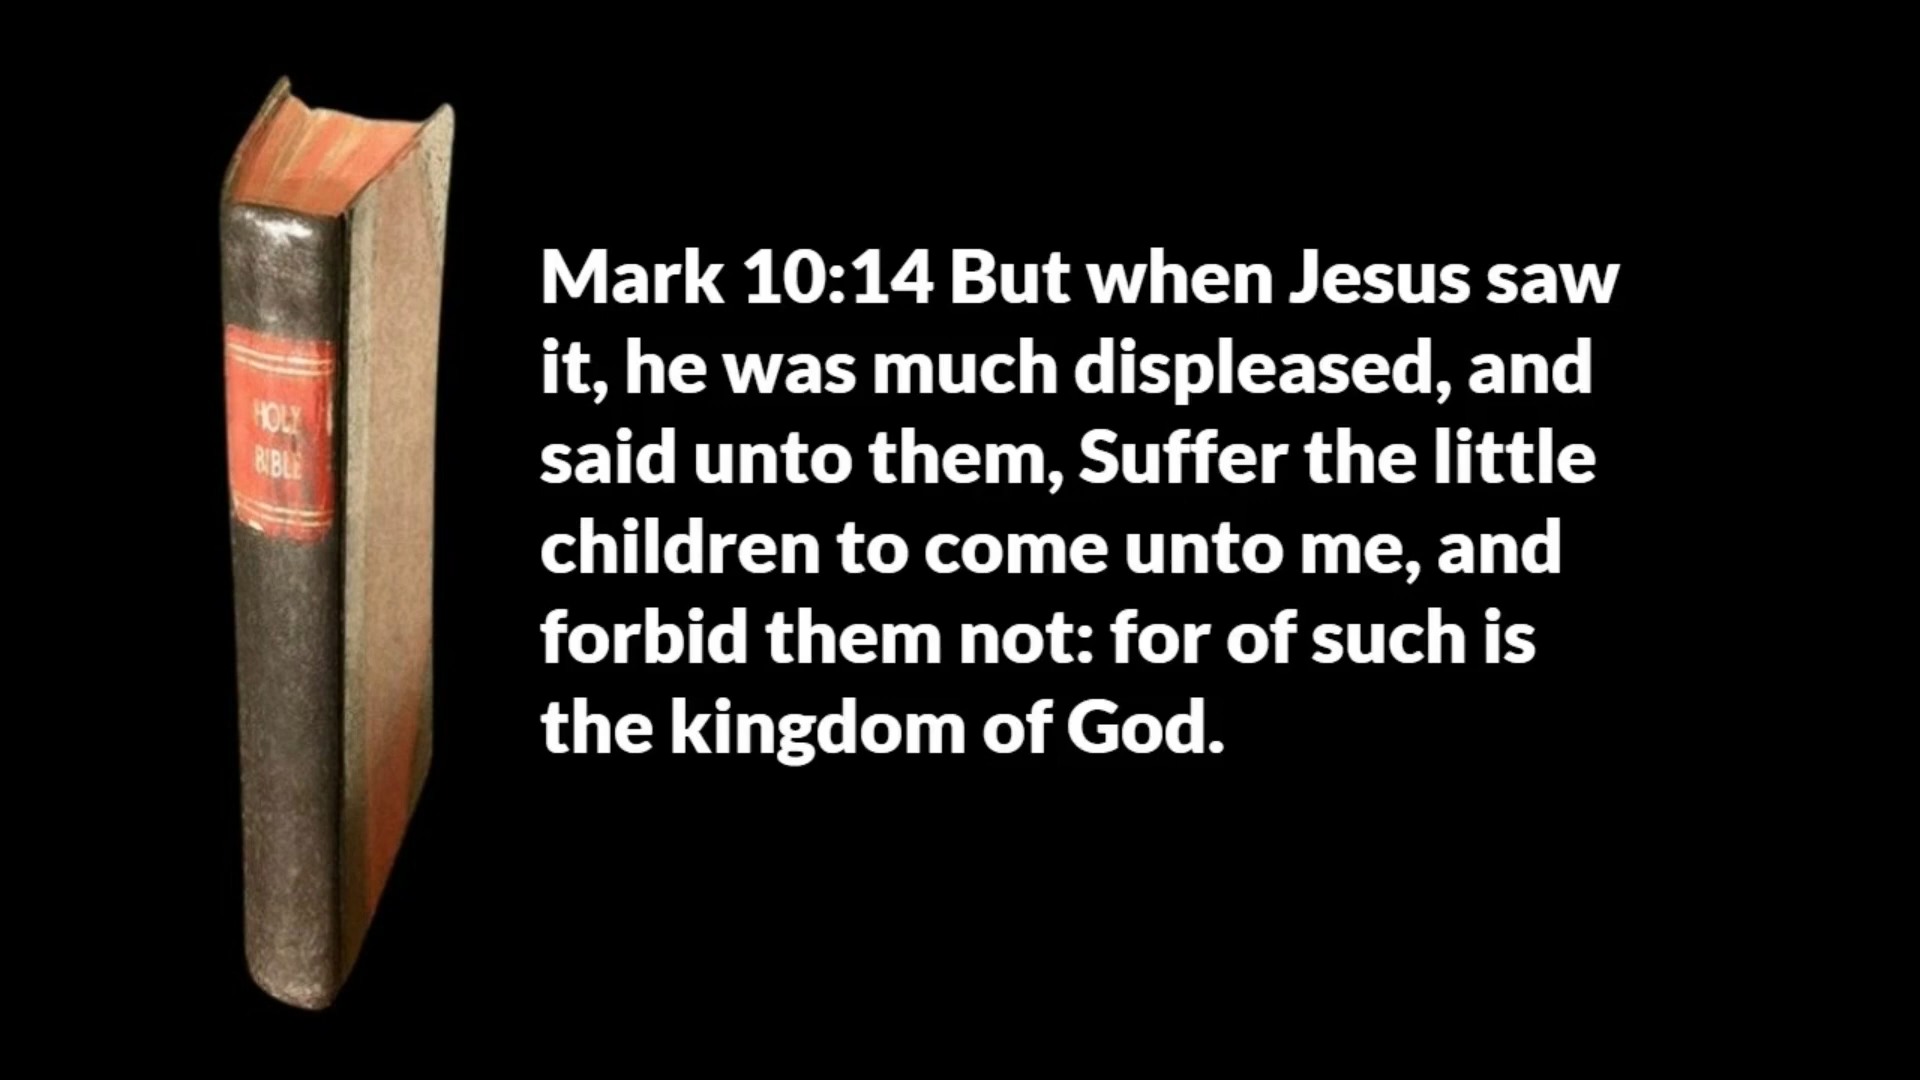 HOLY
BIBLE
Mark 10:14 But when Jesus saw
it, he was much displeased, and
said unto them, Suffer the little
children to come unto me, and
forbid them not: for of such is
the kingdom of God.